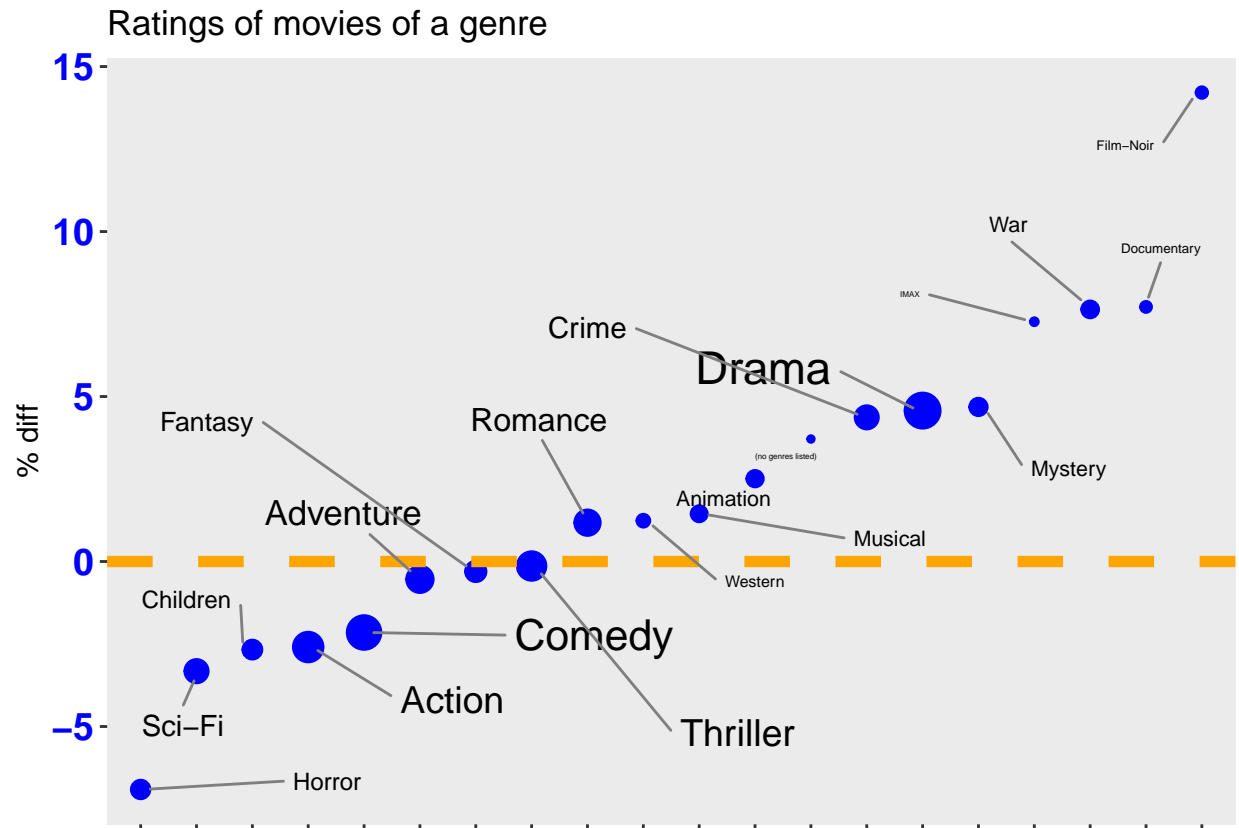 Ratings of movies of a genre
15
Film−Noir
10
War
Documentary
IMAX
Crime
Drama
5
Fantasy
Romance
% diff
(no genres listed)
Mystery
Animation
Adventure
Musical
0
Western
Children
Comedy
Action
Sci−Fi
−5
Thriller
Horror